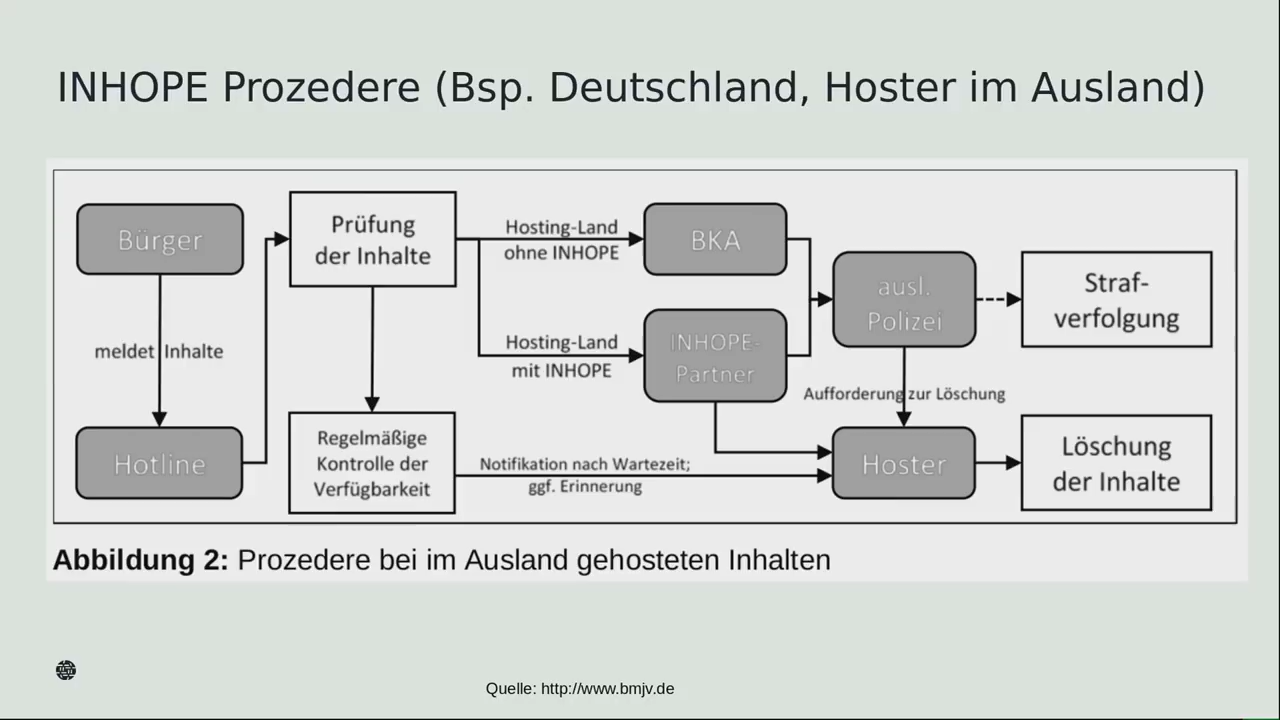 INHOPE Prozedere (Bsp. Deutschland, Hoster im Ausland)
Bürger
Prüfung
der Inhalte
Hosting-Land
ohne INHOPE
BKA
ausl.
Polizei
Straf-
verfolgung
meldet Inhalte
Hosting-Land
mit INHOPE
INHOPE-
Partner
Aufforderung zur Löschung
Hotline
Regelmäßige
Kontrolle der
Verfügbarkeit
Notifikation nach Wartezeit;
ggf. Erinnerung
Hoster
Löschung
der Inhalte
Abbildung 2: Prozedere bei im Ausland gehosteten Inhalten
Quelle: http://www.bmjv.de